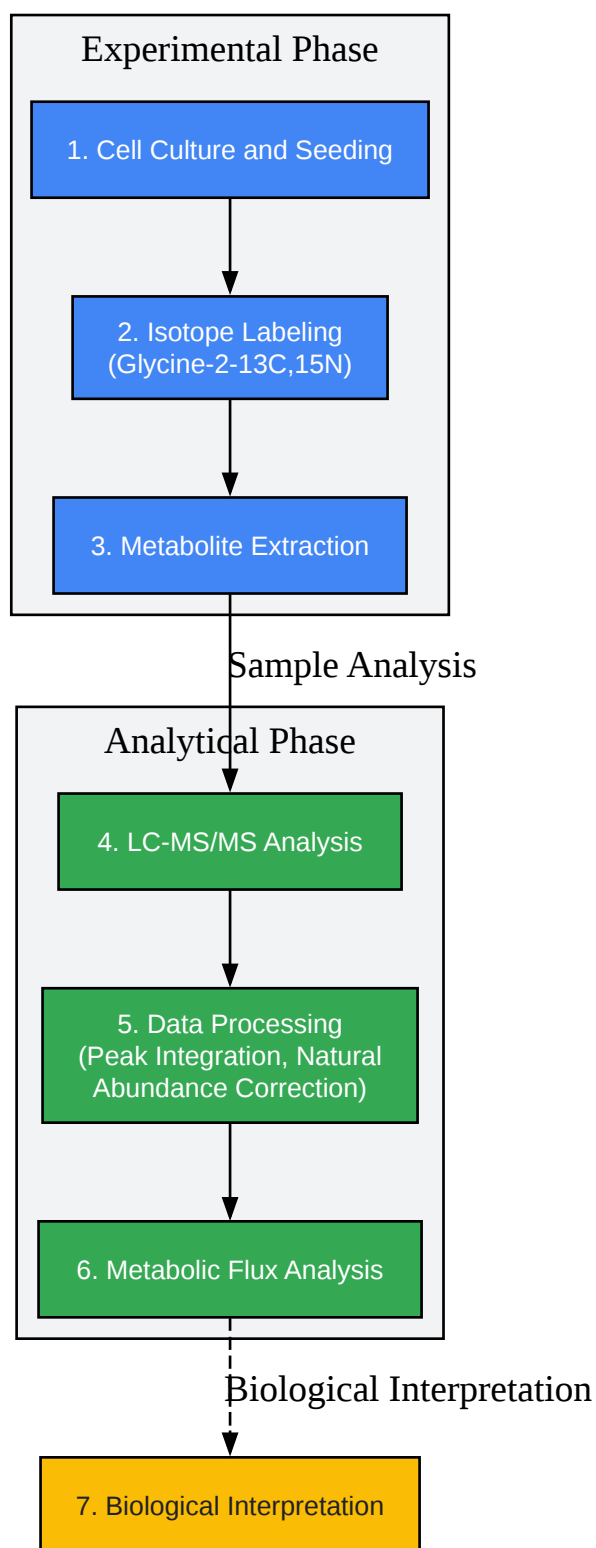 Experimental Phase
1. Cell Culture and Seeding
2. Isotope Labeling
(Glycine-2-13C,15N)
3. Metabolite Extraction
Sample Analysis
Analytical Phase
4. LC-MS/MS Analysis
5. Data Processing
(Peak Integration, Natural
Abundance Correction)
6. Metabolic Flux Analysis
Biological Interpretation
7. Biological Interpretation